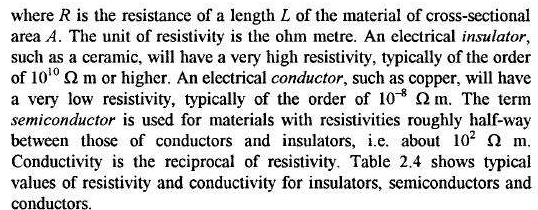 where R is the resistance of a length L of the material of cross-sectional
area A. The unit of resistivity is the ohm metre. An electrical insulator,
such as a ceramic, will have a very high resistivity, typically of the order
of 10¹⁰ Ω m or higher. An electrical conductor, such as copper, will have
a very low resistivity, typically of the order of 10⁻⁸ Ω m. The term
semiconductor is used for materials with resistivities roughly half-way
between those of conductors and insulators, i.e. about 10² Ω m.
Conductivity is the reciprocal of resistivity. Table 2.4 shows typical
values of resistivity and conductivity for insulators, semiconductors and
conductors.